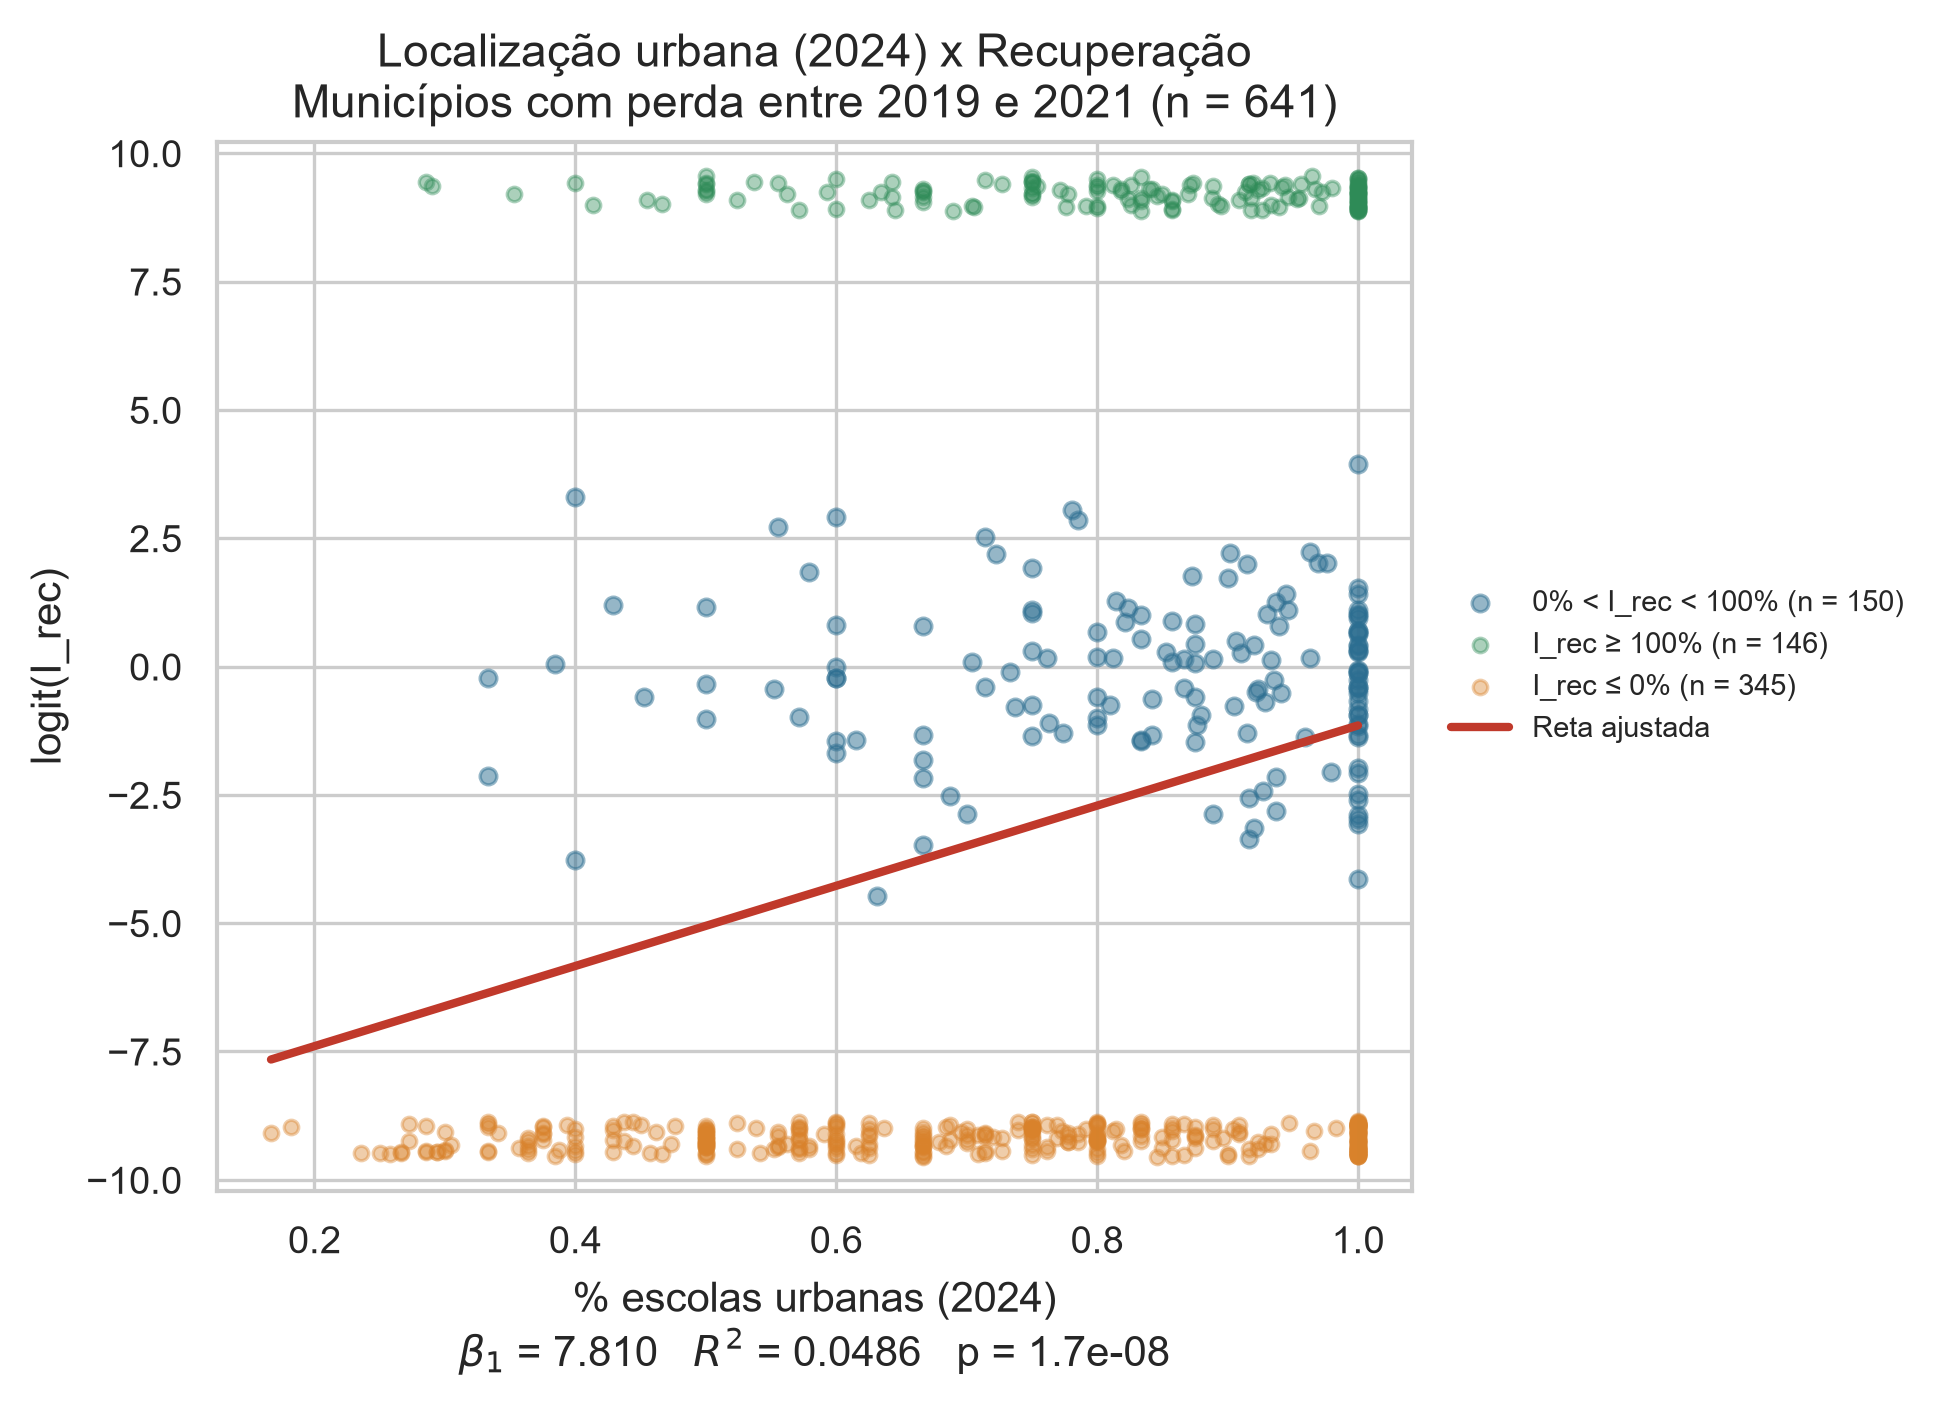 Localização urbana (2024) x Recuperação
Municípios com perda entre 2019 e 2021 (n = 641)
10.0
7.5
5.0
2.5
0.0
−2.5
−5.0
−7.5
−10.0
logit(I_rec)
0% < I_rec < 100% (n = 150)
I_rec ≥ 100% (n = 146)
I_rec ≤ 0% (n = 345)
Reta ajustada
0.2 0.4 0.6 0.8 1.0
% escolas urbanas (2024)
β₁ = 7.810 R² = 0.0486 p = 1.7e-08